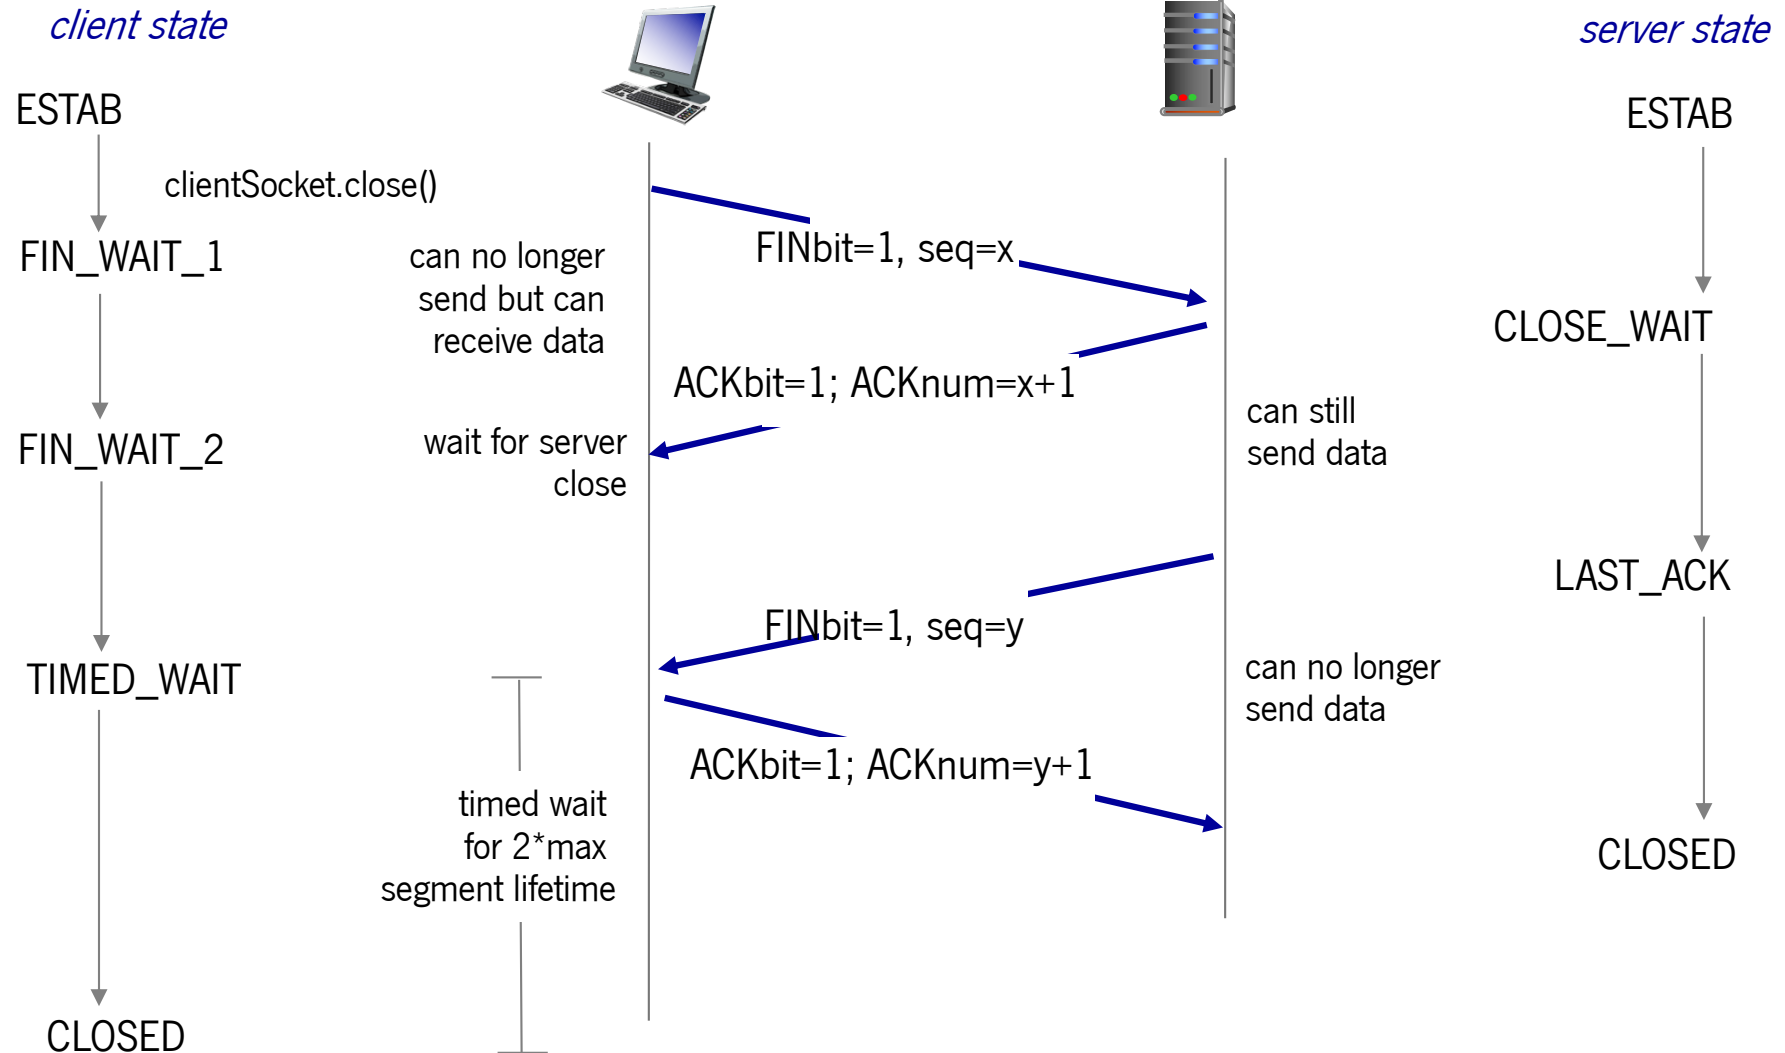 client state
server state
ESTAB
ESTAB
clientSocket.close()
FIN_WAIT_1
can no longer
send but can
receive data
FINbit=1, seq=x
CLOSE_WAIT
ACKbit=1; ACKnum=x+1
can still
send data
FIN_WAIT_2
wait for server
close
LAST_ACK
FINbit=1, seq=y
can no longer
send data
TIMED_WAIT
ACKbit=1; ACKnum=y+1
timed wait
for 2*max
segment lifetime
CLOSED
CLOSED